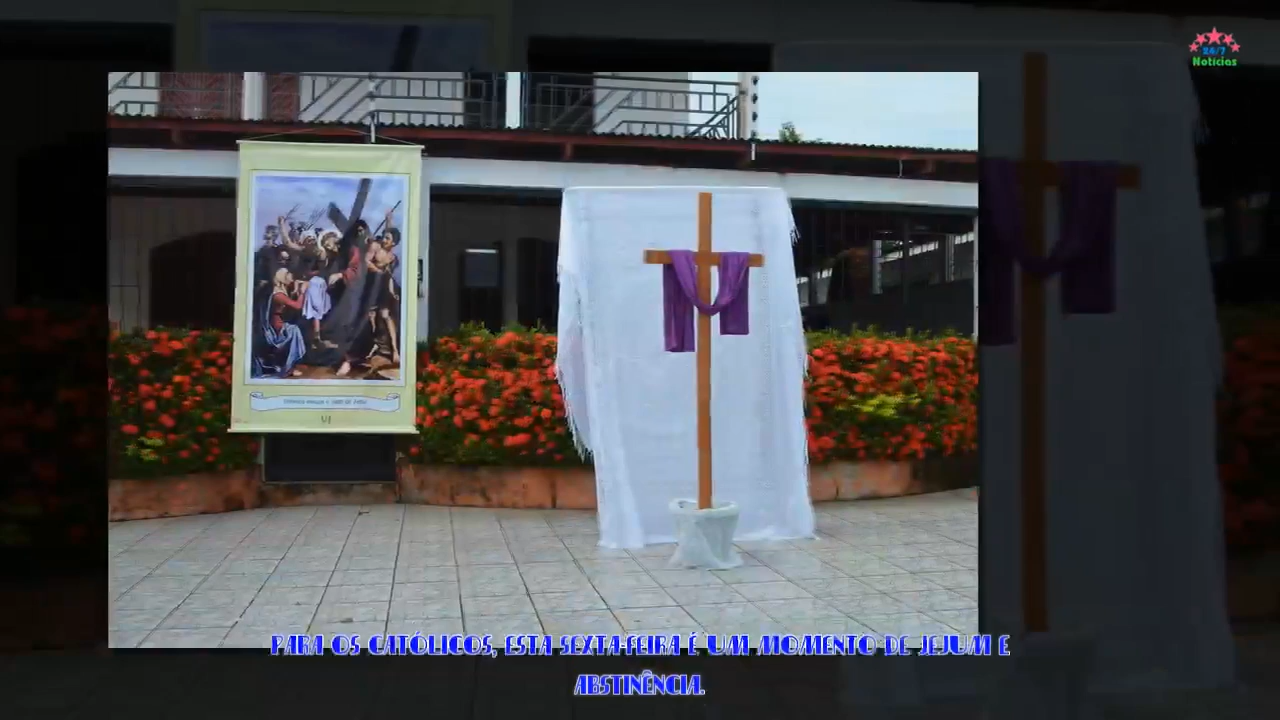 24/7
Notícias
VI
PARA OS CATÓLICOS, ESTA SEXTA-FEIRA É UM MOMENTO DE JEJUM E
ABSTINÊNCIA.